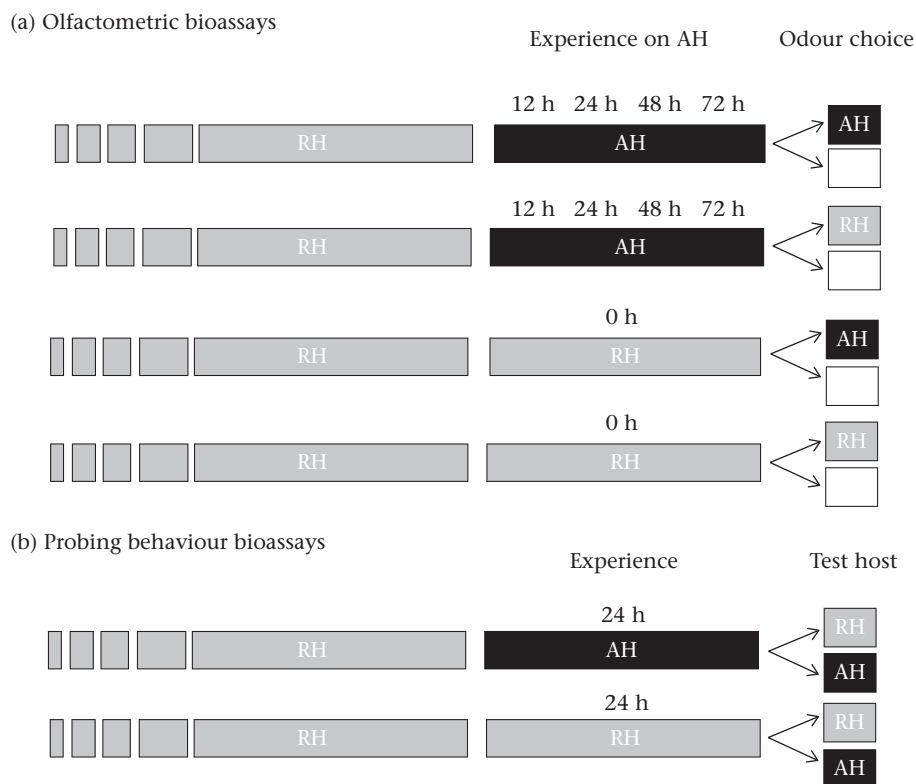 (a) Olfactometric bioassays
Experience on AH
Odour choice
12 h 24 h 48 h 72 h
RH
AH
AH
12 h 24 h 48 h 72 h
RH
AH
RH
0 h
RH
RH
AH
0 h
RH
RH
RH
(b) Probing behaviour bioassays
Experience
Test host
24 h
RH
AH
RH
AH
24 h
RH
RH
RH
AH